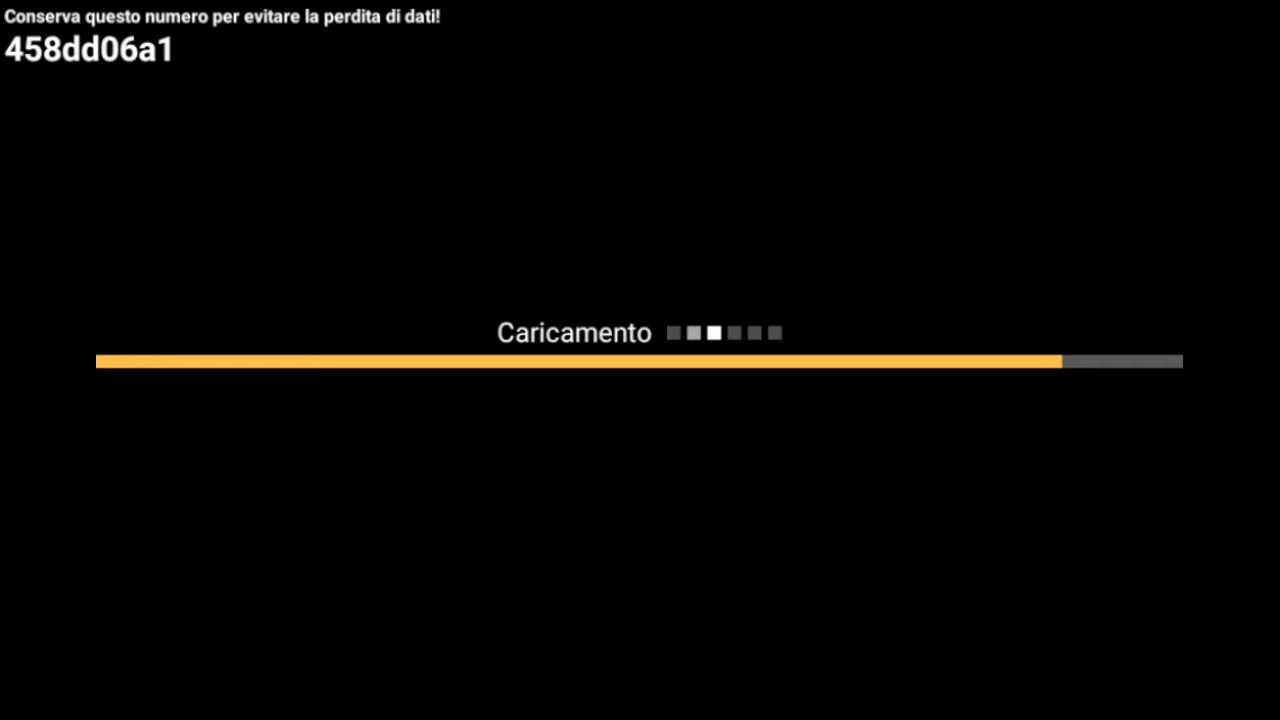 Conserva questo numero per evitare la perdita di dati!
458dd06a1
Caricamento